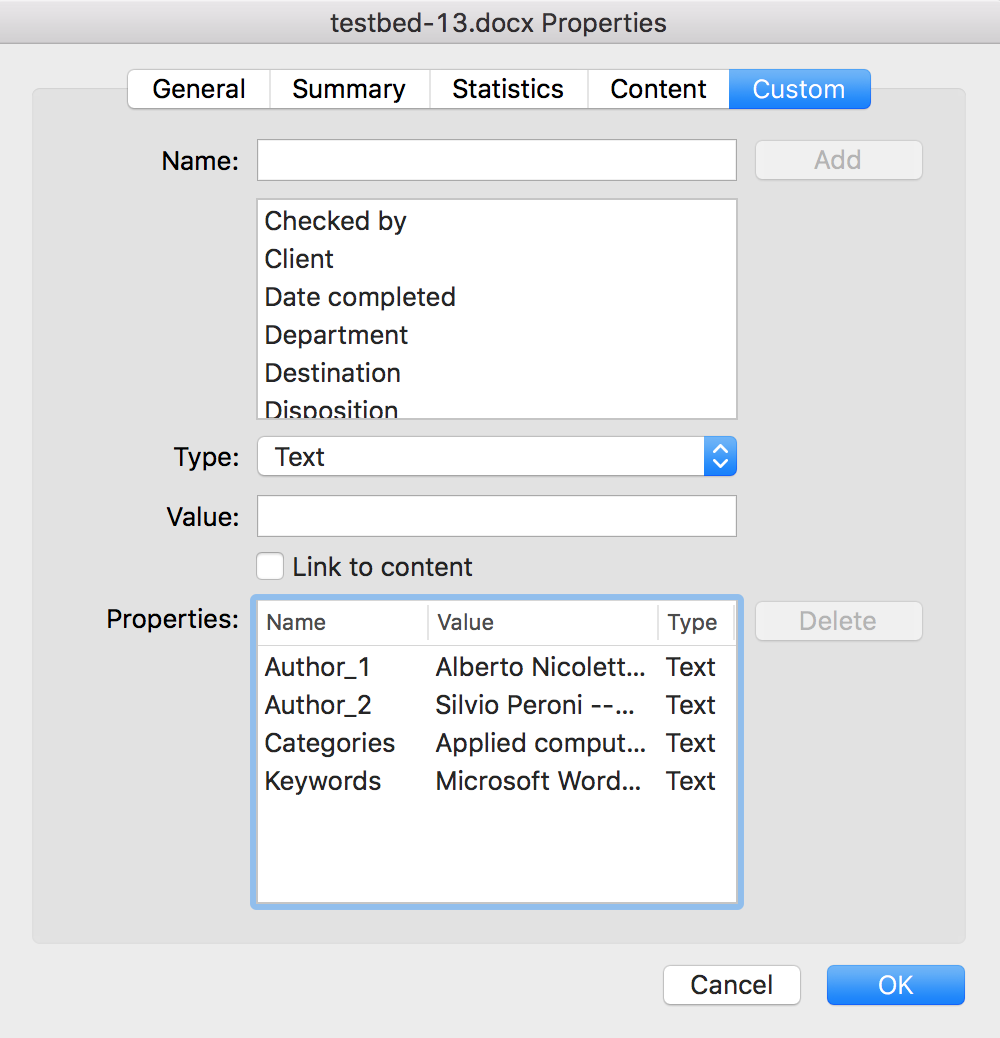 testbed-13.docx Properties
General Summary Statistics Content Custom
Name: Add
Checked by
Client
Date completed
Department
Destination
Disposition
Type: Text
Value:
Link to content
Properties: Name Value Type Delete
Author_1 Alberto Nicolett... Text
Author_2 Silvio Peroni --... Text
Categories Applied comput... Text
Keywords Microsoft Word... Text
Cancel OK